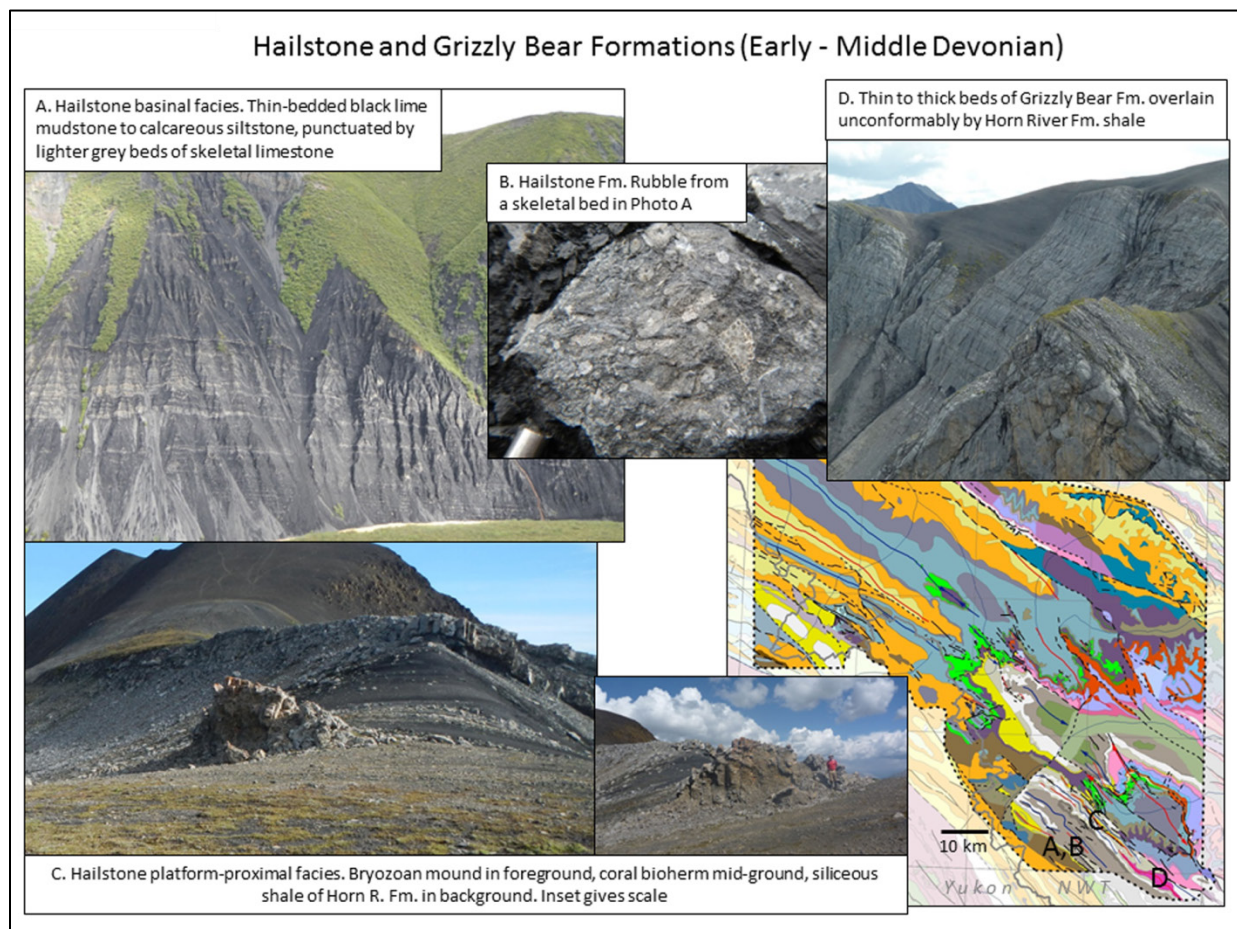 Hailstone and Grizzly Bear Formations (Early - Middle Devonian)
A. Hailstone basinal facies. Thin-bedded black lime
mudstone to calcareous siltstone, punctuated by
lighter grey beds of skeletal limestone
B. Hailstone Fm. Rubble from
a skeletal bed in Photo A
D. Thin to thick beds of Grizzly Bear Fm. overlain
unconformably by Horn River Fm. shale
C. Hailstone platform-proximal facies. Bryozoan mound in foreground, coral bioherm mid-ground, siliceous
shale of Horn R. Fm. in background. Inset gives scale
10 km
C
A,B
D
Yukon NWT